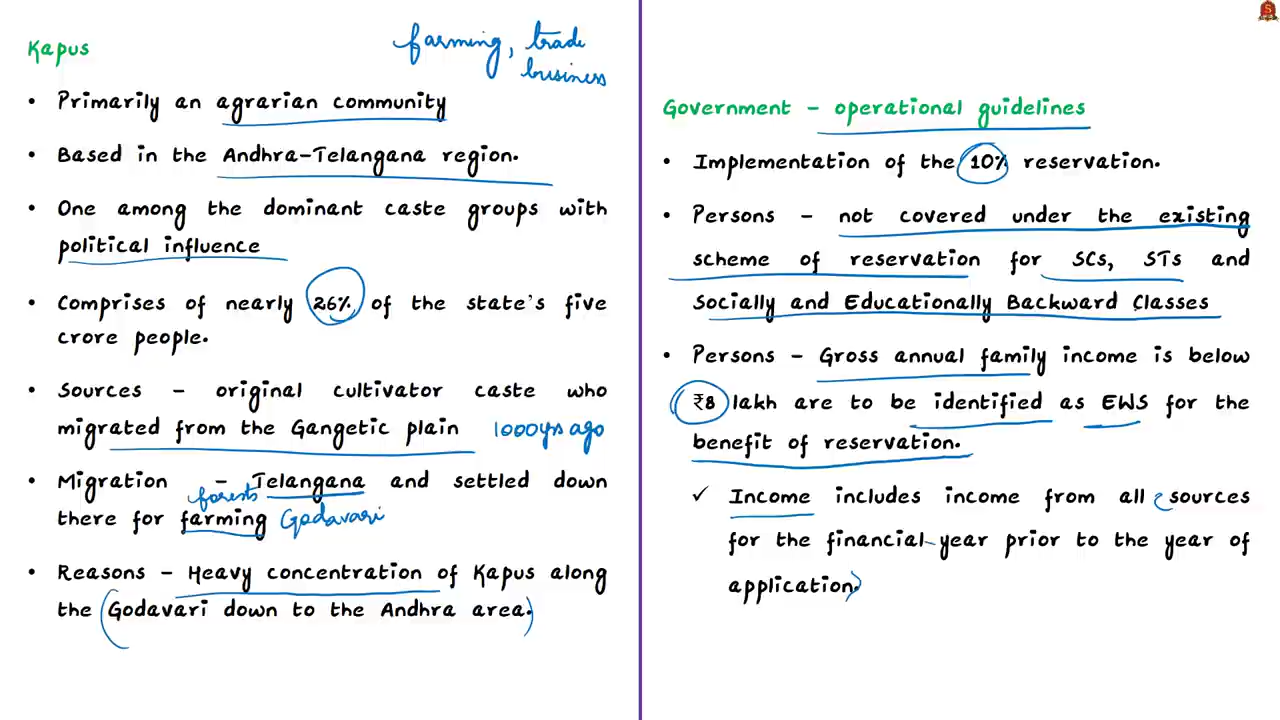 Kapus
farming, trade
business
• Primarily an agrarian community
• Based in the Andhra-Telangana region.
• One among the dominant caste groups with
political influence
• Comprises of nearly 26% of the state's five
crore people.
• Sources – original cultivator caste who
migrated from the Gangetic plain 1000yrs ago
• Migration – Telangana and settled down
forests
there for farming Godavari
• Reasons – Heavy concentration of Kapus along
the (Godavari down to the Andhra area.)
Government – operational guidelines
• Implementation of the 10% reservation.
• Persons – not covered under the existing
scheme of reservation for SCs, STs and
Socially and Educationally Backward Classes
• Persons – Gross annual family income is below
₹8 lakh are to be identified as EWS for the
benefit of reservation.
✓ Income includes income from all sources
for the financial year prior to the year of
application.